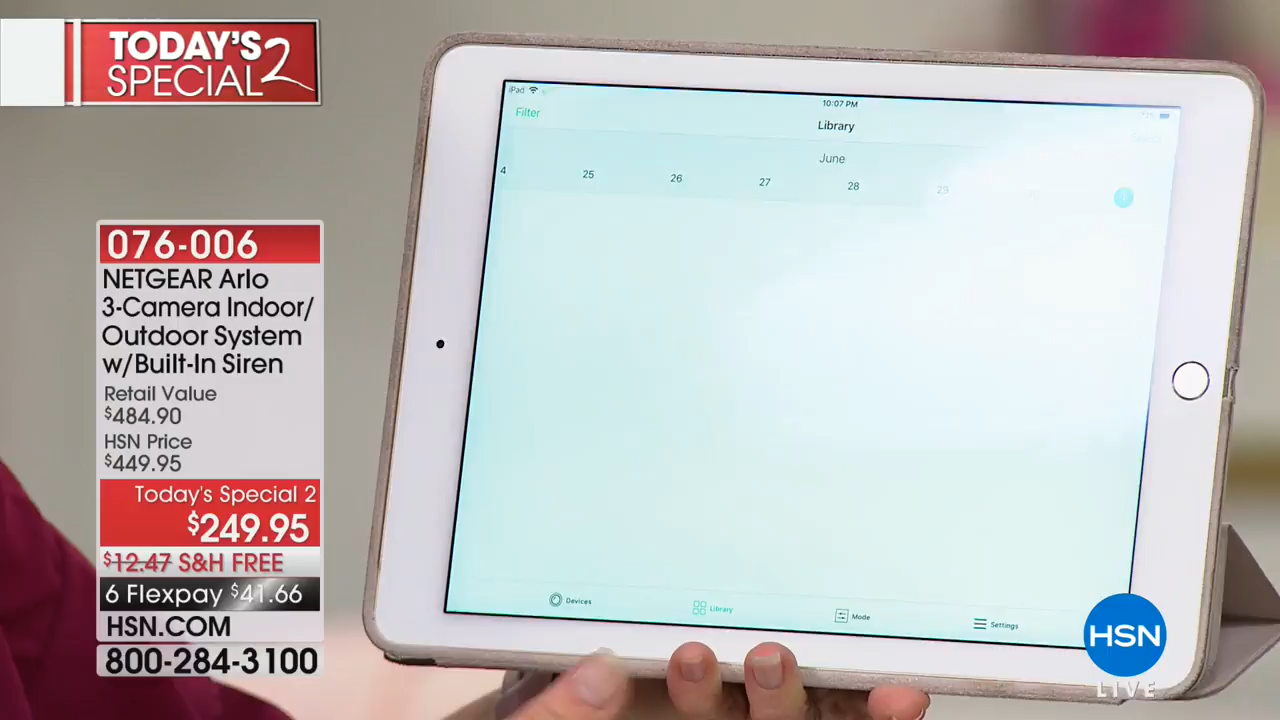 TODAY'S
SPECIAL 2
076-006
NETGEAR Arlo
3-Camera Indoor/
Outdoor System
w/Built-In Siren
Retail Value
$484.90
HSN Price
$449.95
Today's Special 2
$249.95
$12.47 S&H FREE
6 Flexpay $41.66
HSN.COM
800-284-3100
iPad
10:07 PM
Filter
Library
June
4 25 26 27 28
Devices
Library
Mode
Settings
HSN
LIVE